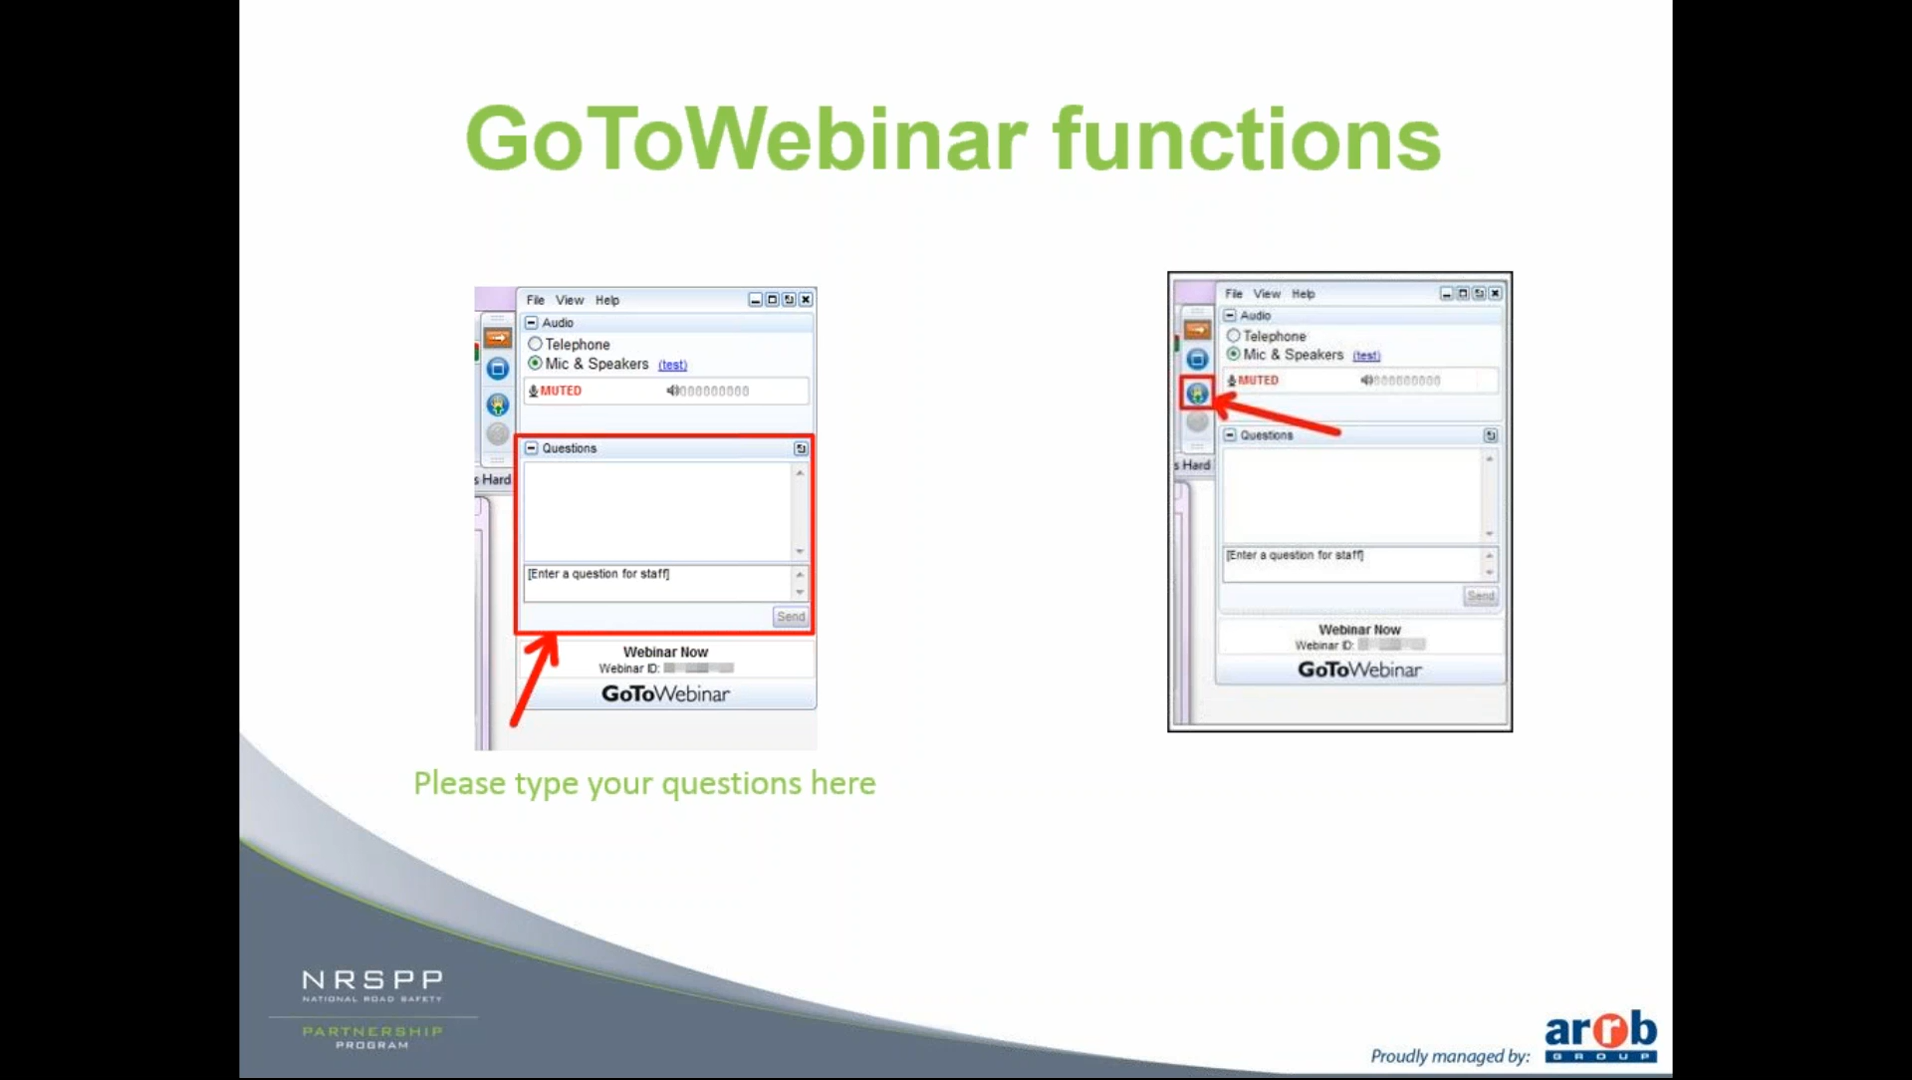 GoToWebinar functions
File View Help
Audio
Telephone
Mic & Speakers (test)
MUTED
Questions
s Hard
[Enter a question for staff]
Send
Webinar Now
Webinar ID:
GoToWebinar
Please type your questions here
File View Help
Audio
Telephone
Mic & Speakers (test)
MUTED
Questions
s Hard
[Enter a question for staff]
Send
Webinar Now
Webinar ID:
GoToWebinar
NRSPP
NATIONAL ROAD SAFETY
PARTNERSHIP
PROGRAM
Proudly managed by:
arrb
GROUP